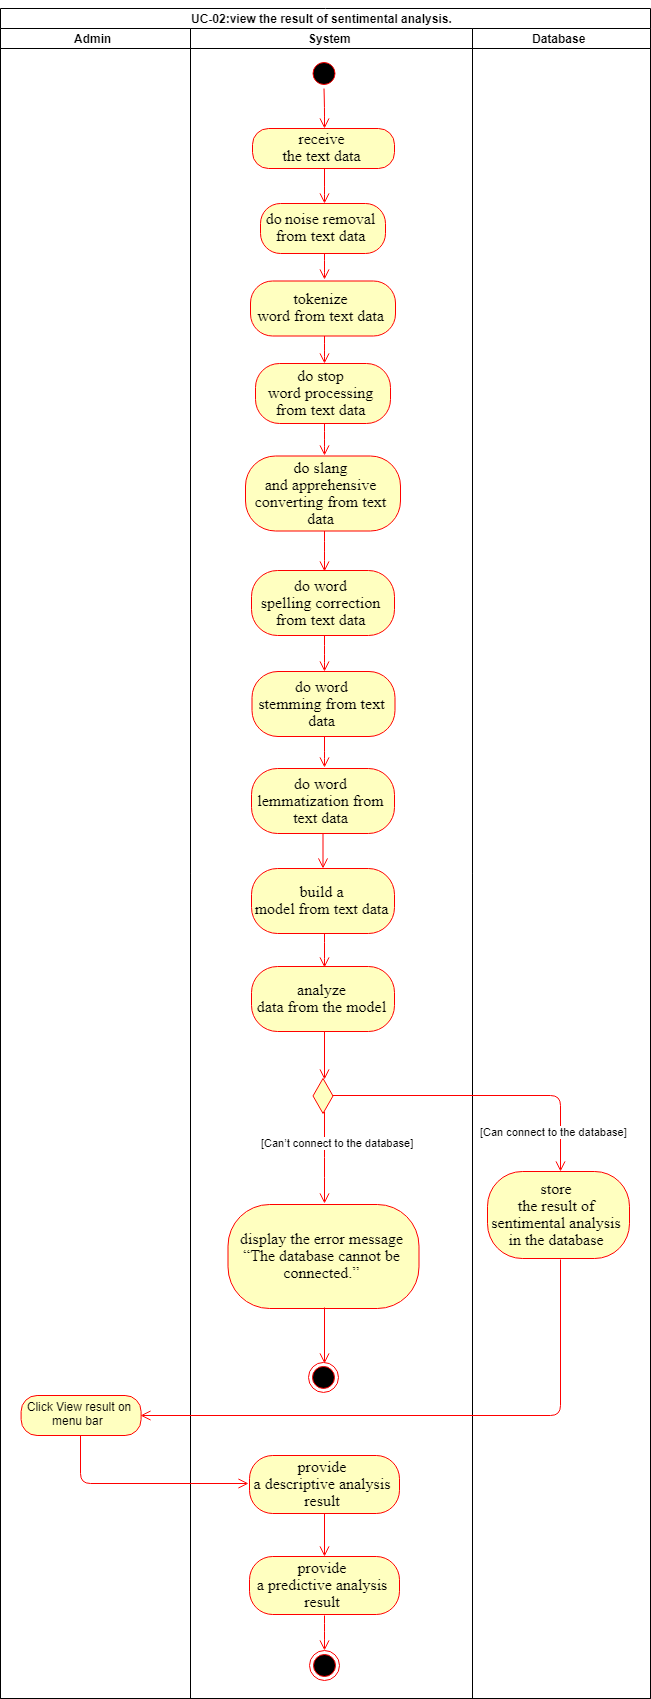 UC-02:view the result of sentimental analysis.
Admin
System
Database
receive
the text data
do noise removal
from text data
tokenize
word from text data
do stop
word processing
from text data
do slang
and apprehensive
converting from text
data
do word
spelling correction
from text data
do word
stemming from text
data
do word
lemmatization from
text data
build a
model from text data
analyze
data from the model
[Can't connect to the database]
[Can connect to the database]
store
the result of
sentimental analysis
in the database
display the error message
“The database cannot be
connected.”
Click View result on
menu bar
provide
a descriptive analysis
result
provide
a predictive analysis
result